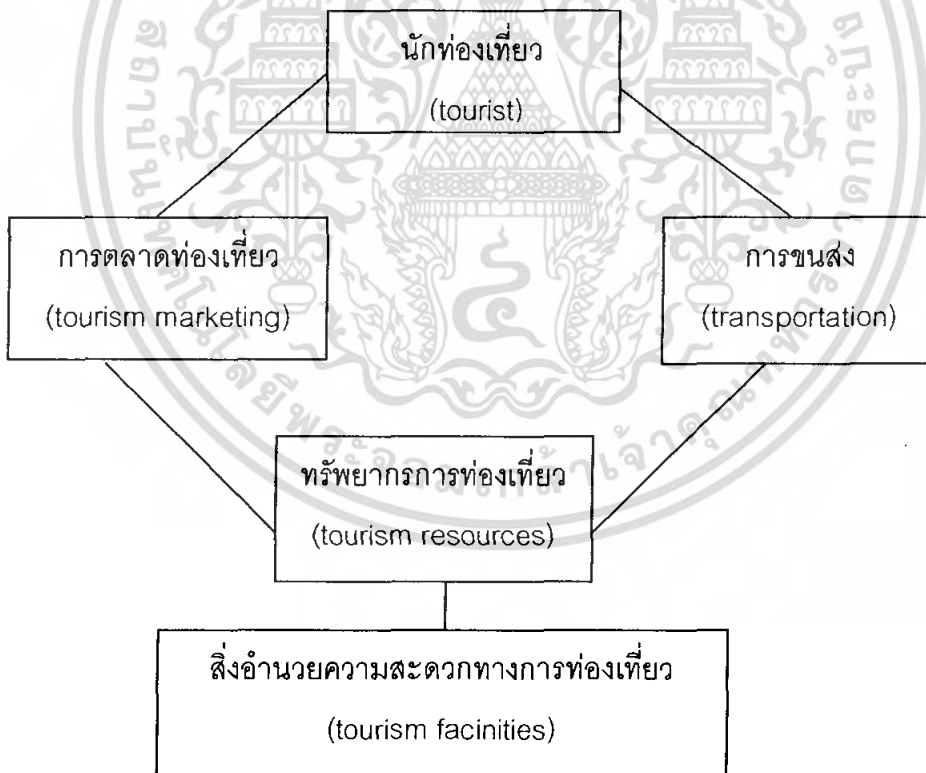 นักท่องเที่ยว
(tourist)
การตลาดท่องเที่ยว
(tourism marketing)
การขนส่ง
(transportation)
ทรัพยากรการท่องเที่ยว
(tourism resources)
สิ่งอำนวยความสะดวกทางการท่องเที่ยว
(tourism facinities)